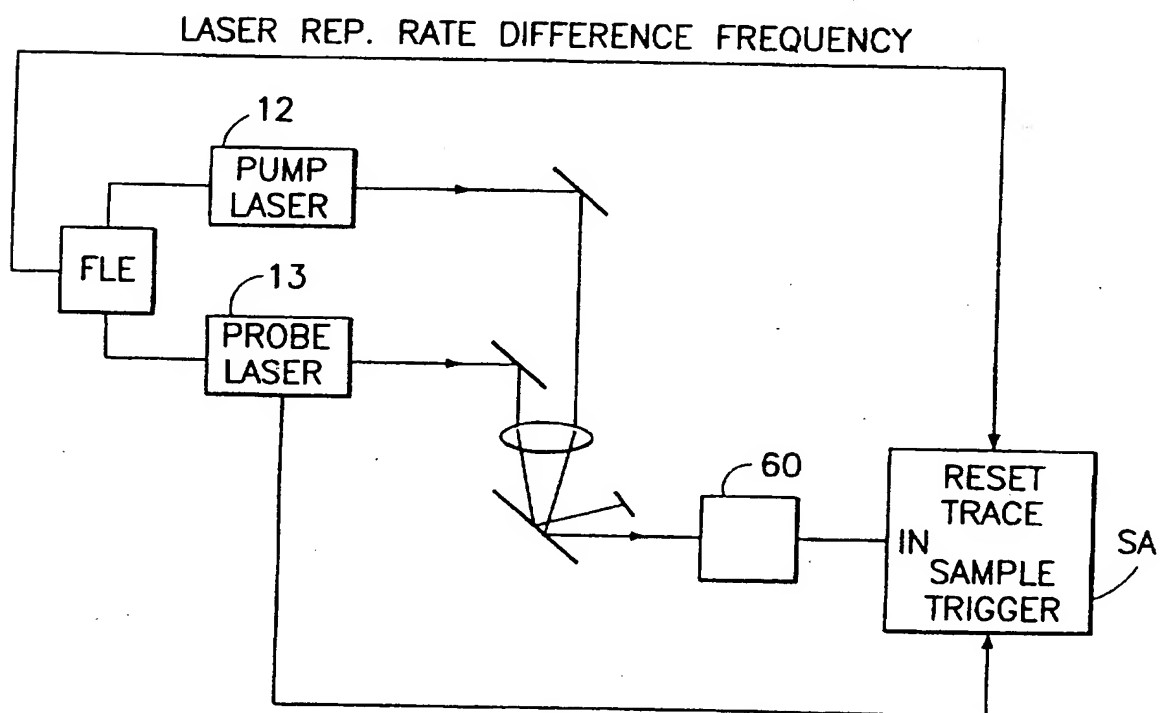 LASER REP. RATE DIFFERENCE FREQUENCY
12
PUMP
LASER
FLE
13
PROBE
LASER
60
RESET
TRACE
IN
SAMPLE
TRIGGER
SA